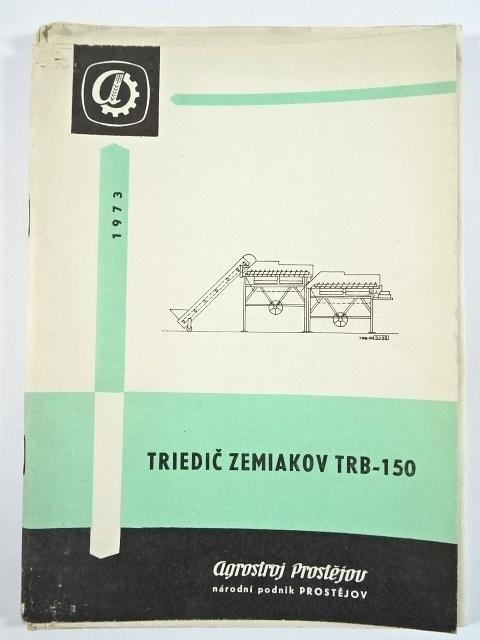 1973
TRIEDIČ ZEMIAKOV TRB-150
agrostroj Prostějov
národní podnik PROSTĚJOV